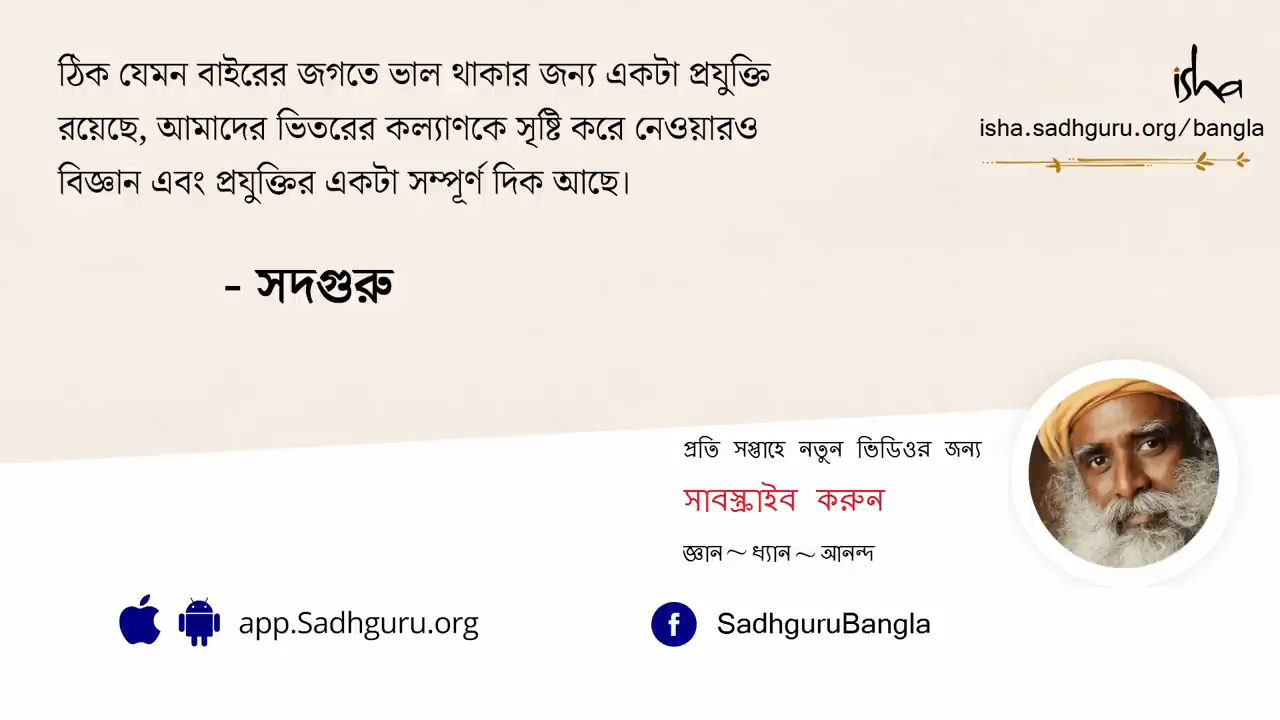 ঠিক যেমন বাইরের জগতে ভাল থাকার জন্য একটা প্রযুক্তি
রয়েছে, আমাদের ভিতরের কল্যাণকে সৃষ্টি করে নেওয়ারও
বিজ্ঞান এবং প্রযুক্তির একটা সম্পূর্ণ দিক আছে।
- সদগুরু
isha
isha.sadhguru.org/bangla
প্রতি সপ্তাহে নতুন ভিডিওর জন্য
সাবস্ক্রাইব করুন
জ্ঞান ~ ধ্যান ~ আনন্দ
app.Sadhguru.org
f
SadhguruBangla